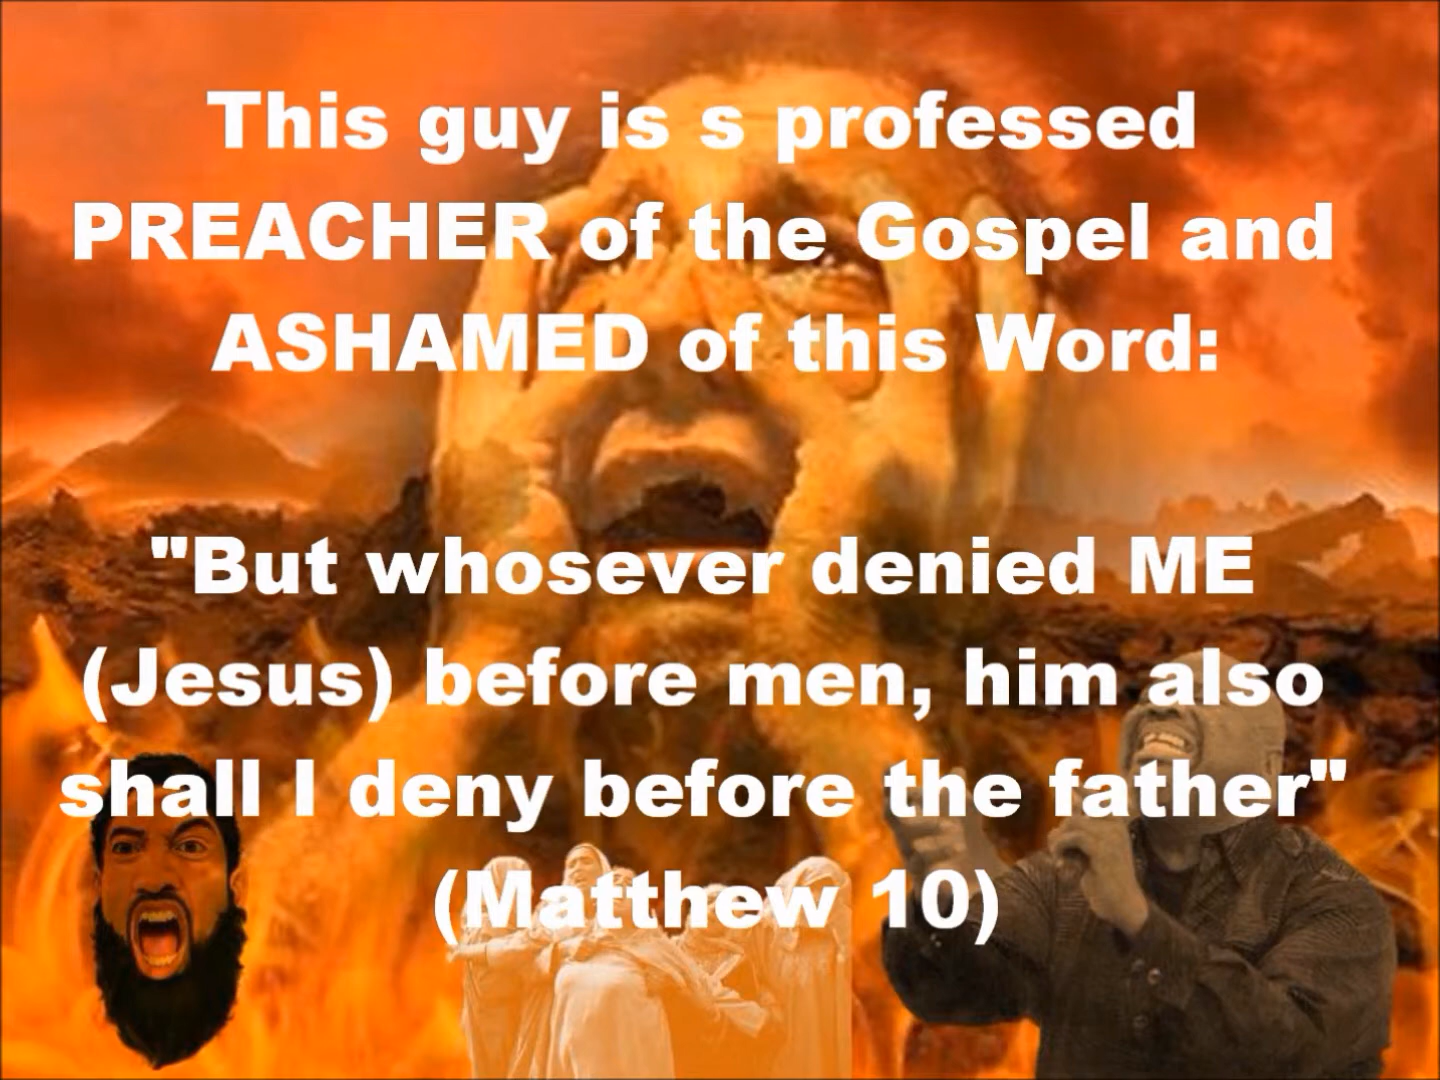 This guy is s professed
PREACHER of the Gospel and
ASHAMED of this Word:
"But whosever denied ME
(Jesus) before men, him also
shall I deny before the father"
(Matthew 10)